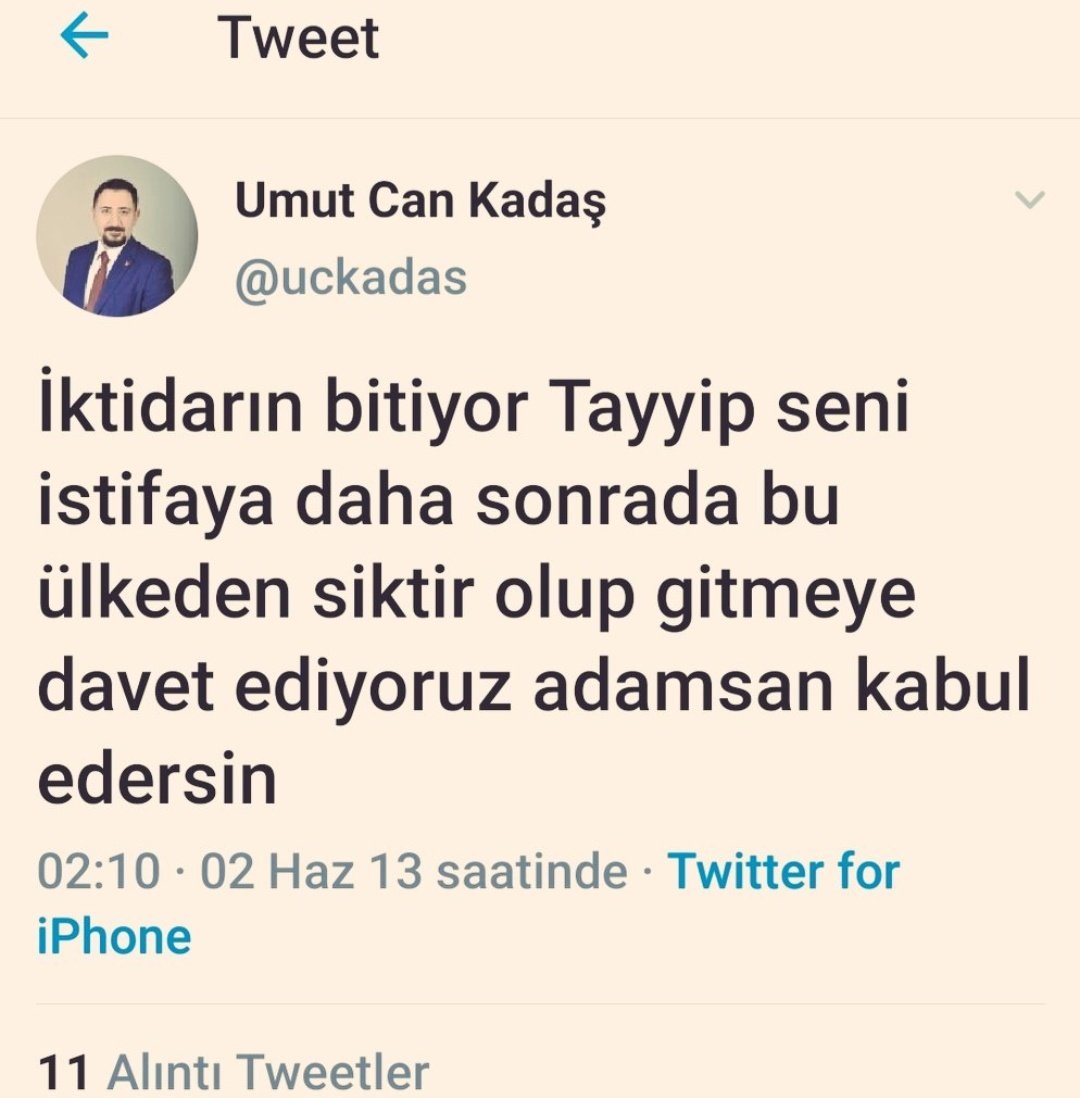 Tweet
Umut Can Kadaş
@uckadas
İktidarın bitiyor Tayyip seni
istifaya daha sonrada bu
ülkeden siktir olup gitmeye
davet ediyoruz adamsan kabul
edersin
02:10 · 02 Haz 13 saatinde · Twitter for
iPhone
11 Alıntı Tweetler